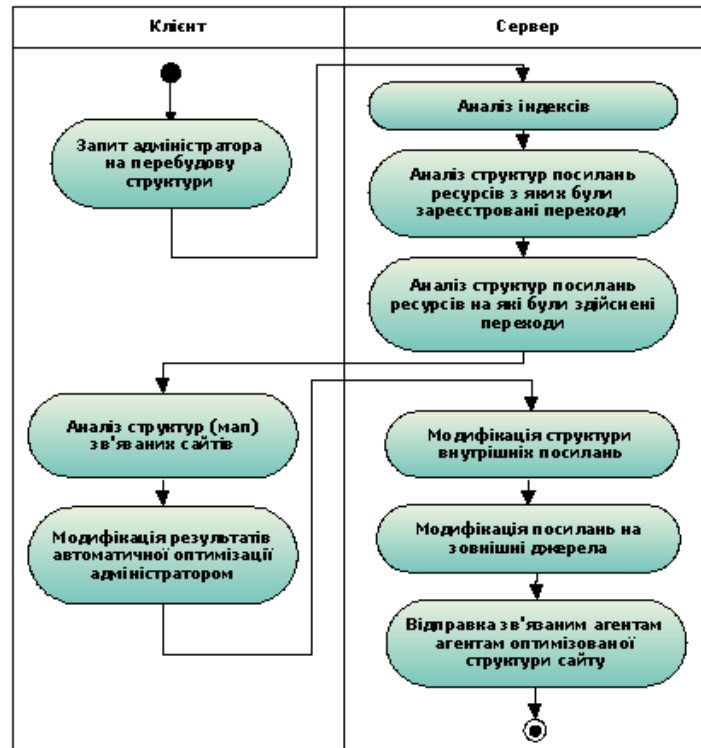 Клієнт
Сервер
Запит адміністратора
на перебудову
структури
Аналіз індексів
Аналіз структур посилань
ресурсів з яких були
зареєстровані переходи
Аналіз структур посилань
ресурсів на які були здійснені
переходи
Аналіз структур (мап)
зв'яваних сайтів
Модифікація результатів
автоматичної оптимізації
адміністратором
Модифікація структури
внутрішніх посилань
Модифікація посилань на
зовнішні джерела
Відправка зв'язаним агентам
агентам оптимізованої
структури сайту